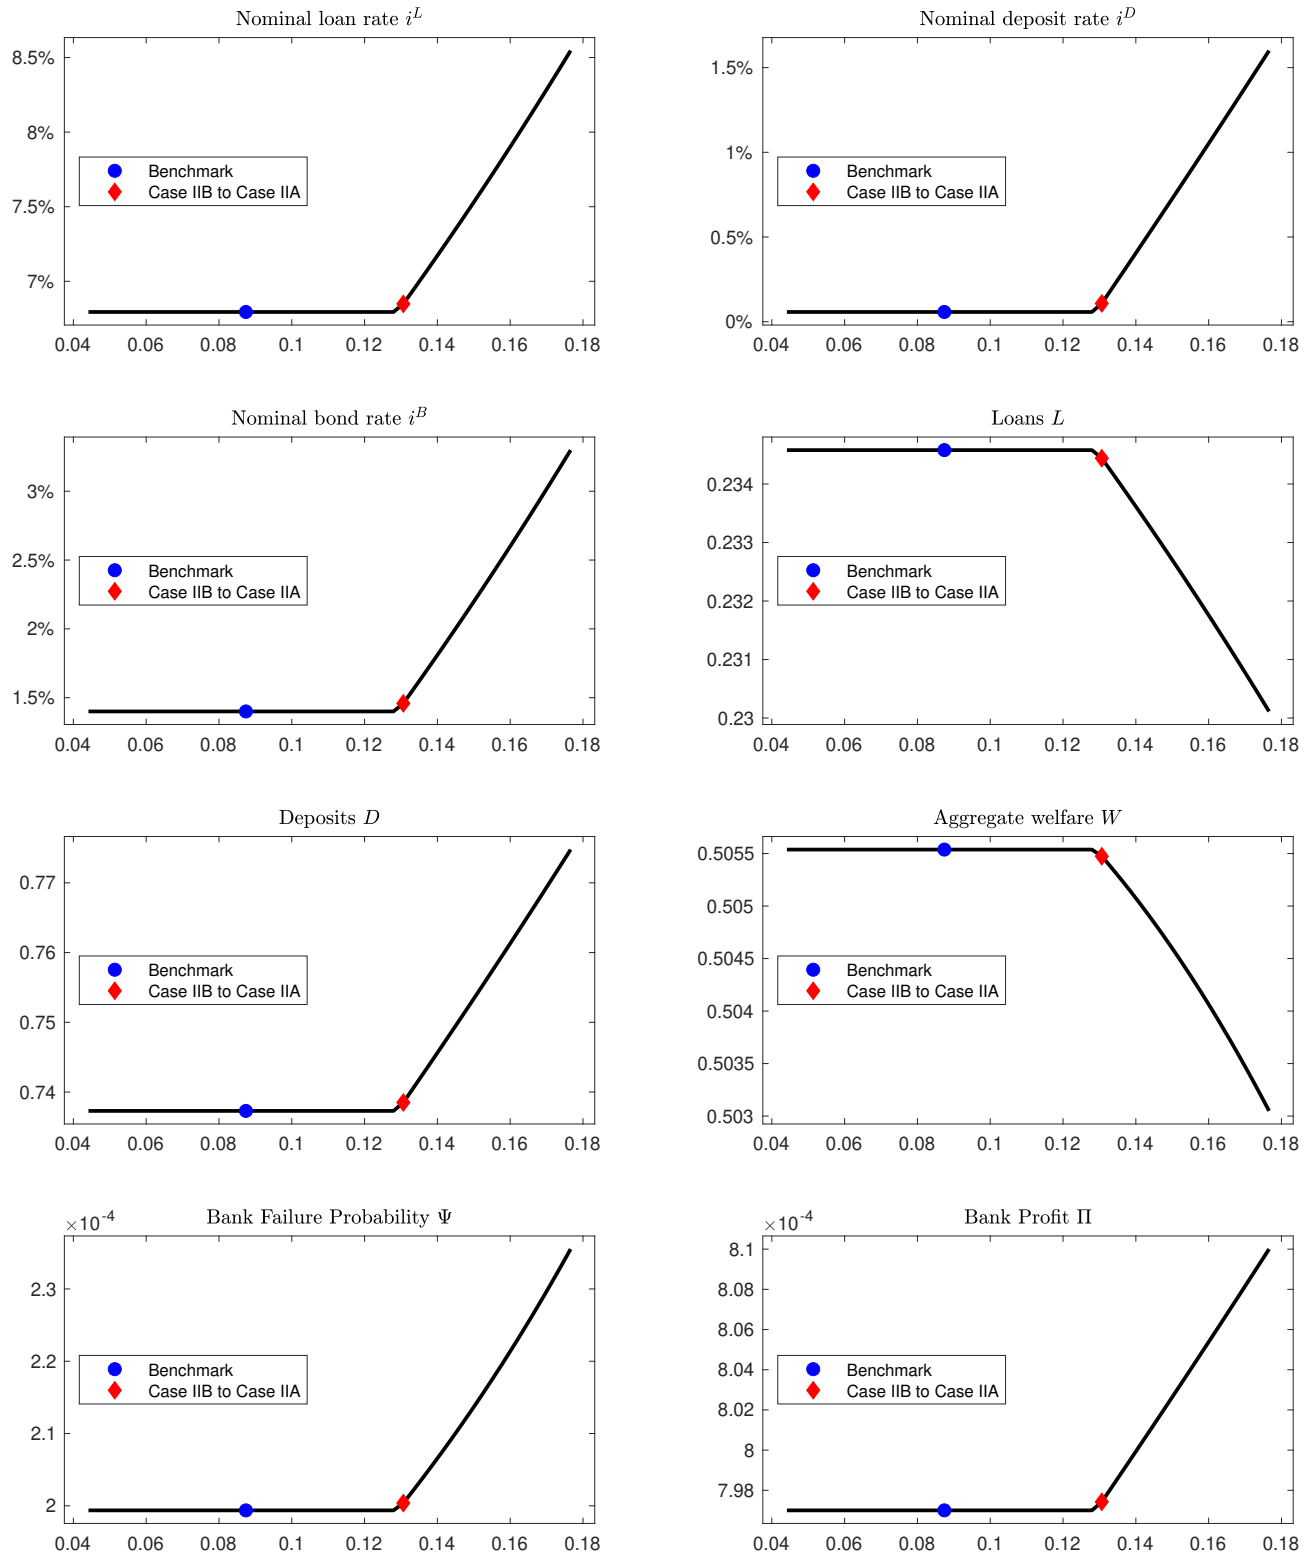 Nominal loan rate i^L
8.5%
8%
7.5%
7%
Benchmark
Case IIB to Case IIA
0.04 0.06 0.08 0.1 0.12 0.14 0.16 0.18
Nominal deposit rate i^D
1.5%
1%
0.5%
0%
Benchmark
Case IIB to Case IIA
0.04 0.06 0.08 0.1 0.12 0.14 0.16 0.18
Nominal bond rate i^B
3%
2.5%
2%
1.5%
Benchmark
Case IIB to Case IIA
0.04 0.06 0.08 0.1 0.12 0.14 0.16 0.18
Loans L
0.234
0.233
0.232
0.231
0.23
Benchmark
Case IIB to Case IIA
0.04 0.06 0.08 0.1 0.12 0.14 0.16 0.18
Deposits D
0.77
0.76
0.75
0.74
Benchmark
Case IIB to Case IIA
0.04 0.06 0.08 0.1 0.12 0.14 0.16 0.18
Aggregate welfare W
0.5055
0.505
0.5045
0.504
0.5035
0.503
Benchmark
Case IIB to Case IIA
0.04 0.06 0.08 0.1 0.12 0.14 0.16 0.18
Bank Failure Probability Ψ
×10^-4
2.3
2.2
2.1
2
Benchmark
Case IIB to Case IIA
0.04 0.06 0.08 0.1 0.12 0.14 0.16 0.18
Bank Profit Π
×10^-4
8.1
8.08
8.06
8.04
8.02
8
7.98
Benchmark
Case IIB to Case IIA
0.04 0.06 0.08 0.1 0.12 0.14 0.16 0.18